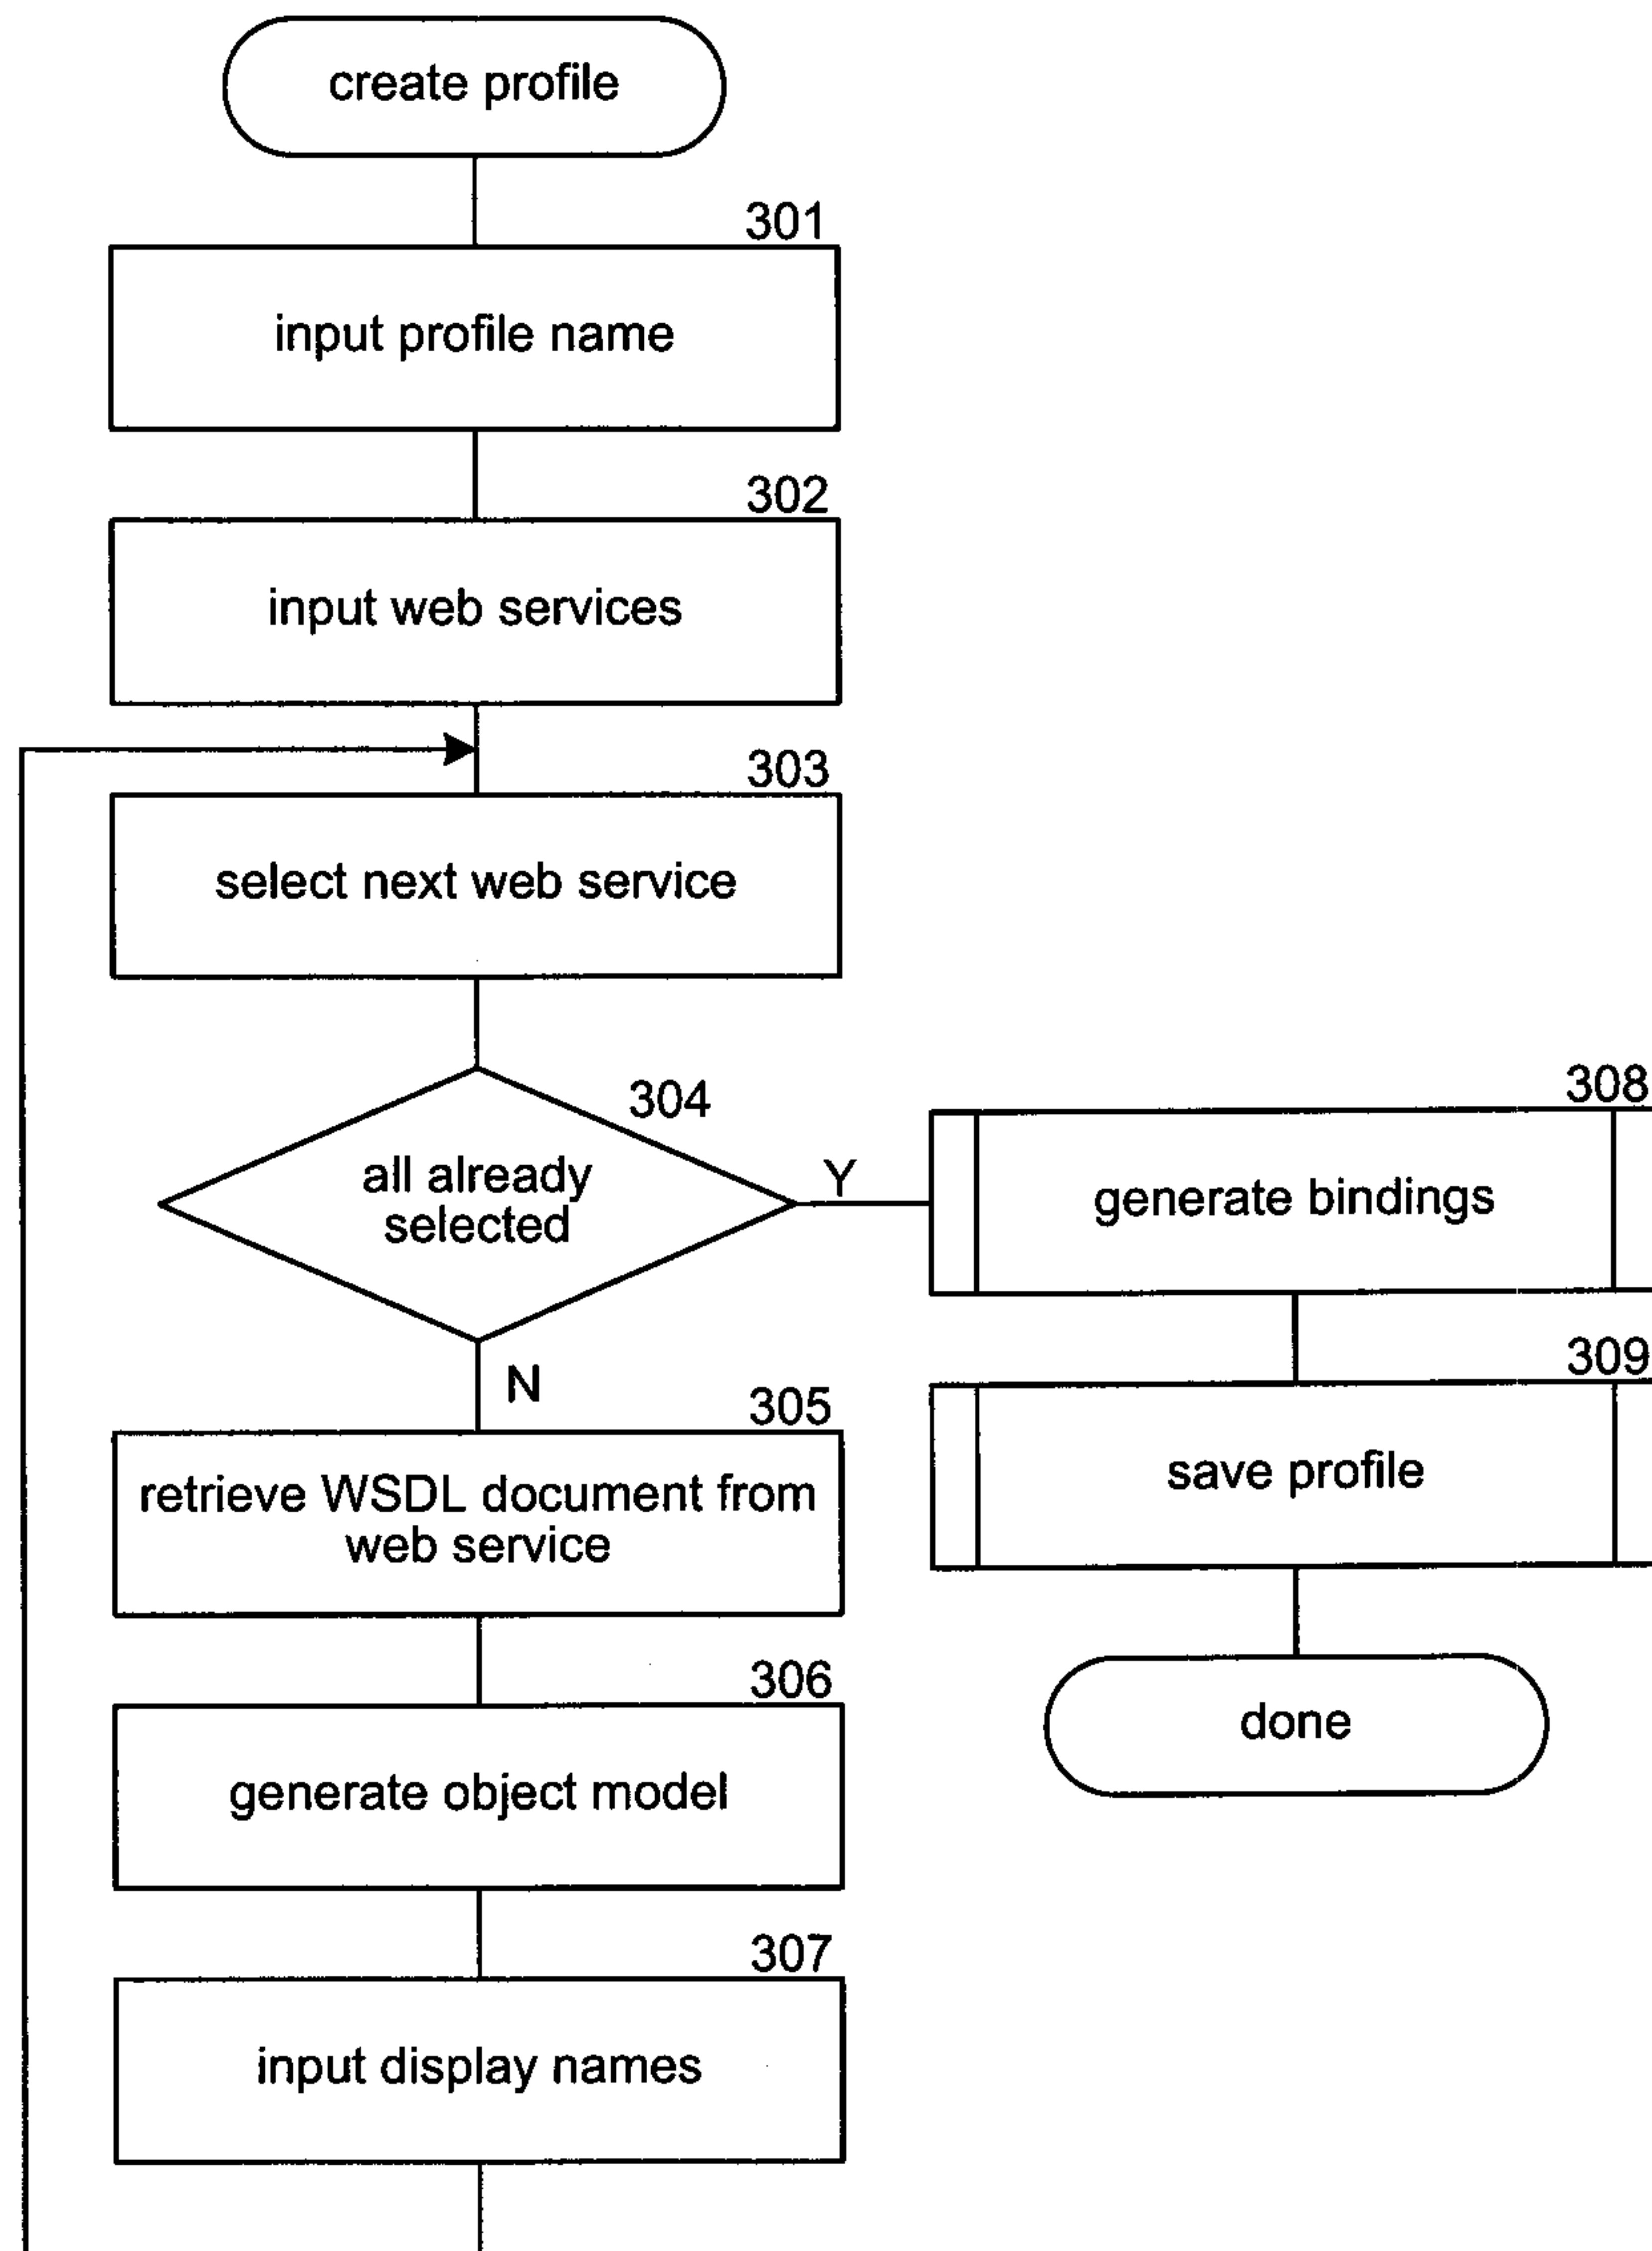 create profile
301
input profile name
302
input web services
303
select next web service
304
all already
selected
Y
N
305
retrieve WSDL document from
web service
306
generate object model
307
input display names
308
generate bindings
309
save profile
done